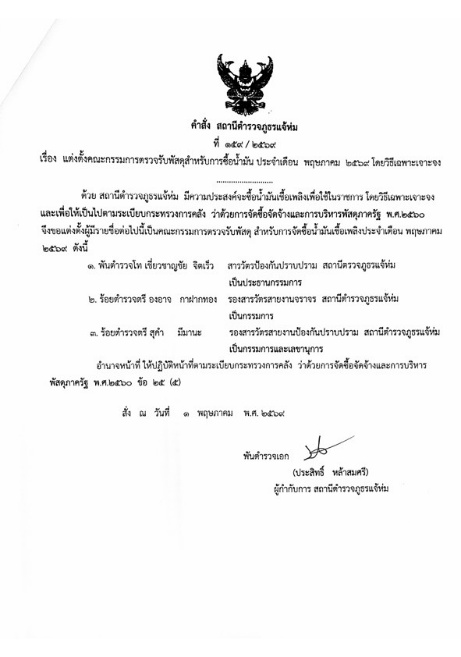 คำสั่ง สถานีตำรวจภูธรแจ้ห่ม
ที่ ๑๕๙ / ๒๕๖๙
เรื่อง แต่งตั้งคณะกรรมการตรวจรับพัสดุสำหรับการซื้อน้ำมัน ประจำเดือน พฤษภาคม ๒๕๖๙ โดยวิธีเฉพาะเจาะจง
...........................
ด้วย สถานีตำรวจภูธรแจ้ห่ม มีความประสงค์จะซื้อน้ำมันเชื้อเพลิงเพื่อใช้ในราชการ โดยวิธีเฉพาะเจาะจง
และเพื่อให้เป็นไปตามระเบียบกระทรวงการคลัง ว่าด้วยการจัดซื้อจัดจ้างและการบริหารพัสดุภาครัฐ พ.ศ.๒๕๖๐
จึงขอแต่งตั้งผู้มีรายชื่อต่อไปนี้เป็นคณะกรรมการตรวจรับพัสดุ สำหรับการจัดซื้อน้ำมันเชื้อเพลิงประจำเดือน พฤษภาคม
๒๕๖๙ ดังนี้
๑. พันตำรวจโท เชี่ยวชาญชัย จิตเร็ว สารวัตรป้องกันปราบปราม สถานีตรวจภูธรแจ้ห่ม
เป็นประธานกรรมการ
๒. ร้อยตำรวจตรี องอาจ กาฝากทอง รองสารวัตรสายงานจราจร สถานีตำรวจภูธรแจ้ห่ม
เป็นกรรมการ
๓. ร้อยตำรวจตรี สุคำ มีมานะ รองสารวัตรสายงานป้องกันปราบปราม สถานีตำรวจภูธรแจ้ห่ม
เป็นกรรมการและเลขานุการ
อำนาจหน้าที่ ให้ปฏิบัติหน้าที่ตามระเบียบกระทรวงการคลัง ว่าด้วยการจัดซื้อจัดจ้างและการบริหาร
พัสดุภาครัฐ พ.ศ.๒๕๖๐ ข้อ ๒๕ (๕)
สั่ง ณ วันที่ ๑ พฤษภาคม พ.ศ. ๒๕๖๙
พันตำรวจเอก
(ประสิทธิ์ หล้าสมศรี)
ผู้กำกับการ สถานีตำรวจภูธรแจ้ห่ม